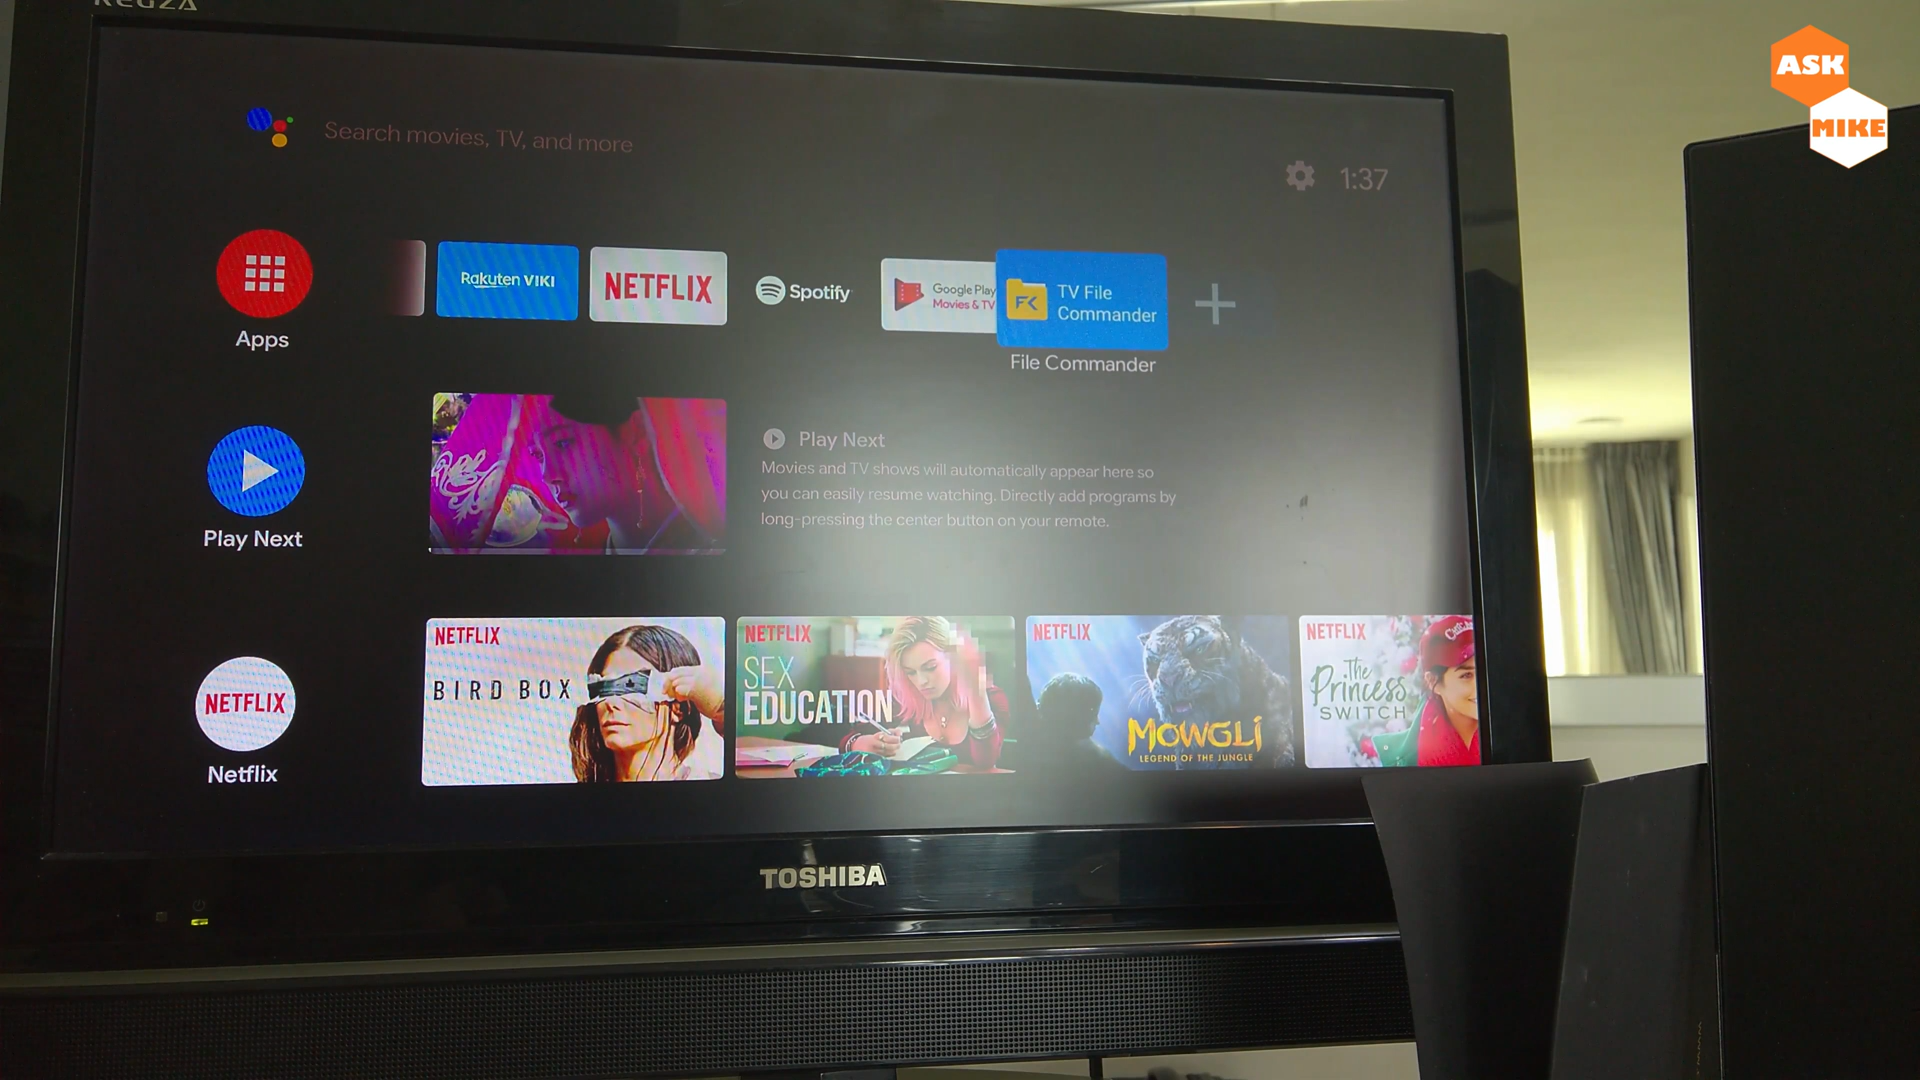 REGZA
ASK
MIKE
Search movies, TV, and more
1:37
Apps
Rakuten VIKI
NETFLIX
Spotify
Google Play
Movies & TV
FK
TV File
Commander
File Commander
Play Next
Play Next
Movies and TV shows will automatically appear here so
you can easily resume watching. Directly add programs by
long-pressing the center button on your remote.
Netflix
NETFLIX
NETFLIX
BIRD BOX
NETFLIX
SEX
EDUCATION
NETFLIX
MOWGLI
LEGEND OF THE JUNGLE
NETFLIX
The
Princess
SWITCH
TOSHIBA